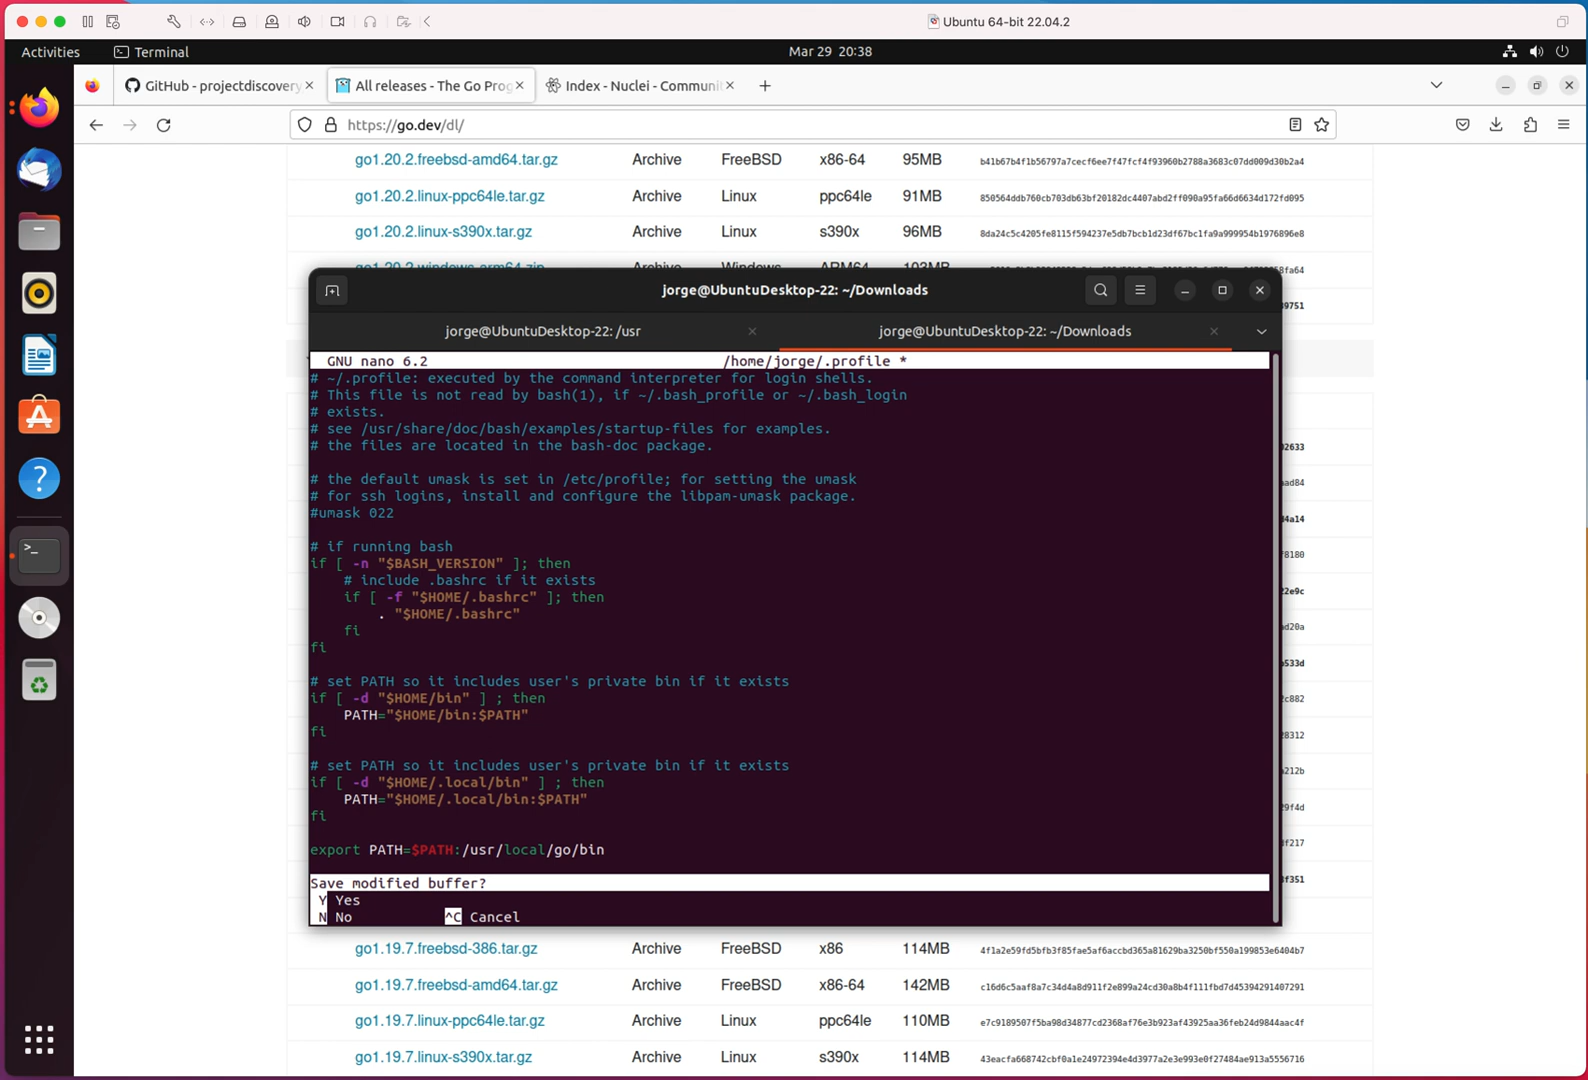 Ubuntu 64-bit 22.04.2
Activities
Terminal
Mar 29 20:38
GitHub - projectdiscovery
All releases - The Go Prog
Index - Nuclei - Communit
https://go.dev/dl/
go1.20.2.freebsd-amd64.tar.gz Archive FreeBSD x86-64 95MB b41b67b4f1b56797a7cecf6ee7f47fcf4f93960b2788a3683c07dd009d30b2a4
go1.20.2.linux-ppc64le.tar.gz Archive Linux ppc64le 91MB 850564ddb760cb703db63bf20182dc4407abd2ff090a95fa66d6634d172fd095
go1.20.2.linux-s390x.tar.gz Archive Linux s390x 96MB 8da24c5c4205fe8115f594237e5db7bcb1d23df67bc1fa9a999954b1976896e8
jorge@UbuntuDesktop-22: ~/Downloads
jorge@UbuntuDesktop-22: /usr
jorge@UbuntuDesktop-22: ~/Downloads
GNU nano 6.2 /home/jorge/.profile *
# ~/.profile: executed by the command interpreter for login shells.
# This file is not read by bash(1), if ~/.bash_profile or ~/.bash_login
# exists.
# see /usr/share/doc/bash/examples/startup-files for examples.
# the files are located in the bash-doc package.
# the default umask is set in /etc/profile; for setting the umask
# for ssh logins, install and configure the libpam-umask package.
#umask 022
# if running bash
if [ -n "$BASH_VERSION" ]; then
# include .bashrc if it exists
if [ -f "$HOME/.bashrc" ]; then
. "$HOME/.bashrc"
fi
fi
# set PATH so it includes user's private bin if it exists
if [ -d "$HOME/bin" ] ; then
PATH="$HOME/bin:$PATH"
fi
# set PATH so it includes user's private bin if it exists
if [ -d "$HOME/.local/bin" ] ; then
PATH="$HOME/.local/bin:$PATH"
fi
export PATH=$PATH:/usr/local/go/bin
Save modified buffer?
Y Yes
N No ^C Cancel
go1.19.7.freebsd-386.tar.gz Archive FreeBSD x86 114MB 4f1a2e59fd5bfb3f85fae5af6accbd365a81629ba3250bf550a199853e6404b7
go1.19.7.freebsd-amd64.tar.gz Archive FreeBSD x86-64 142MB c16d6c5aaf8a7c34d4a8d911f2e899a24cd30a8b4f111fbd7d45394291407291
go1.19.7.linux-ppc64le.tar.gz Archive Linux ppc64le 110MB e7c9189507f5ba98d34877cd2368af76e3b923af43925aa36feb24d9844aac4f
go1.19.7.linux-s390x.tar.gz Archive Linux s390x 114MB 43eacfa668742cbf0a1e24972394e4d3977a2e3e993e0f27484ae913a5556716